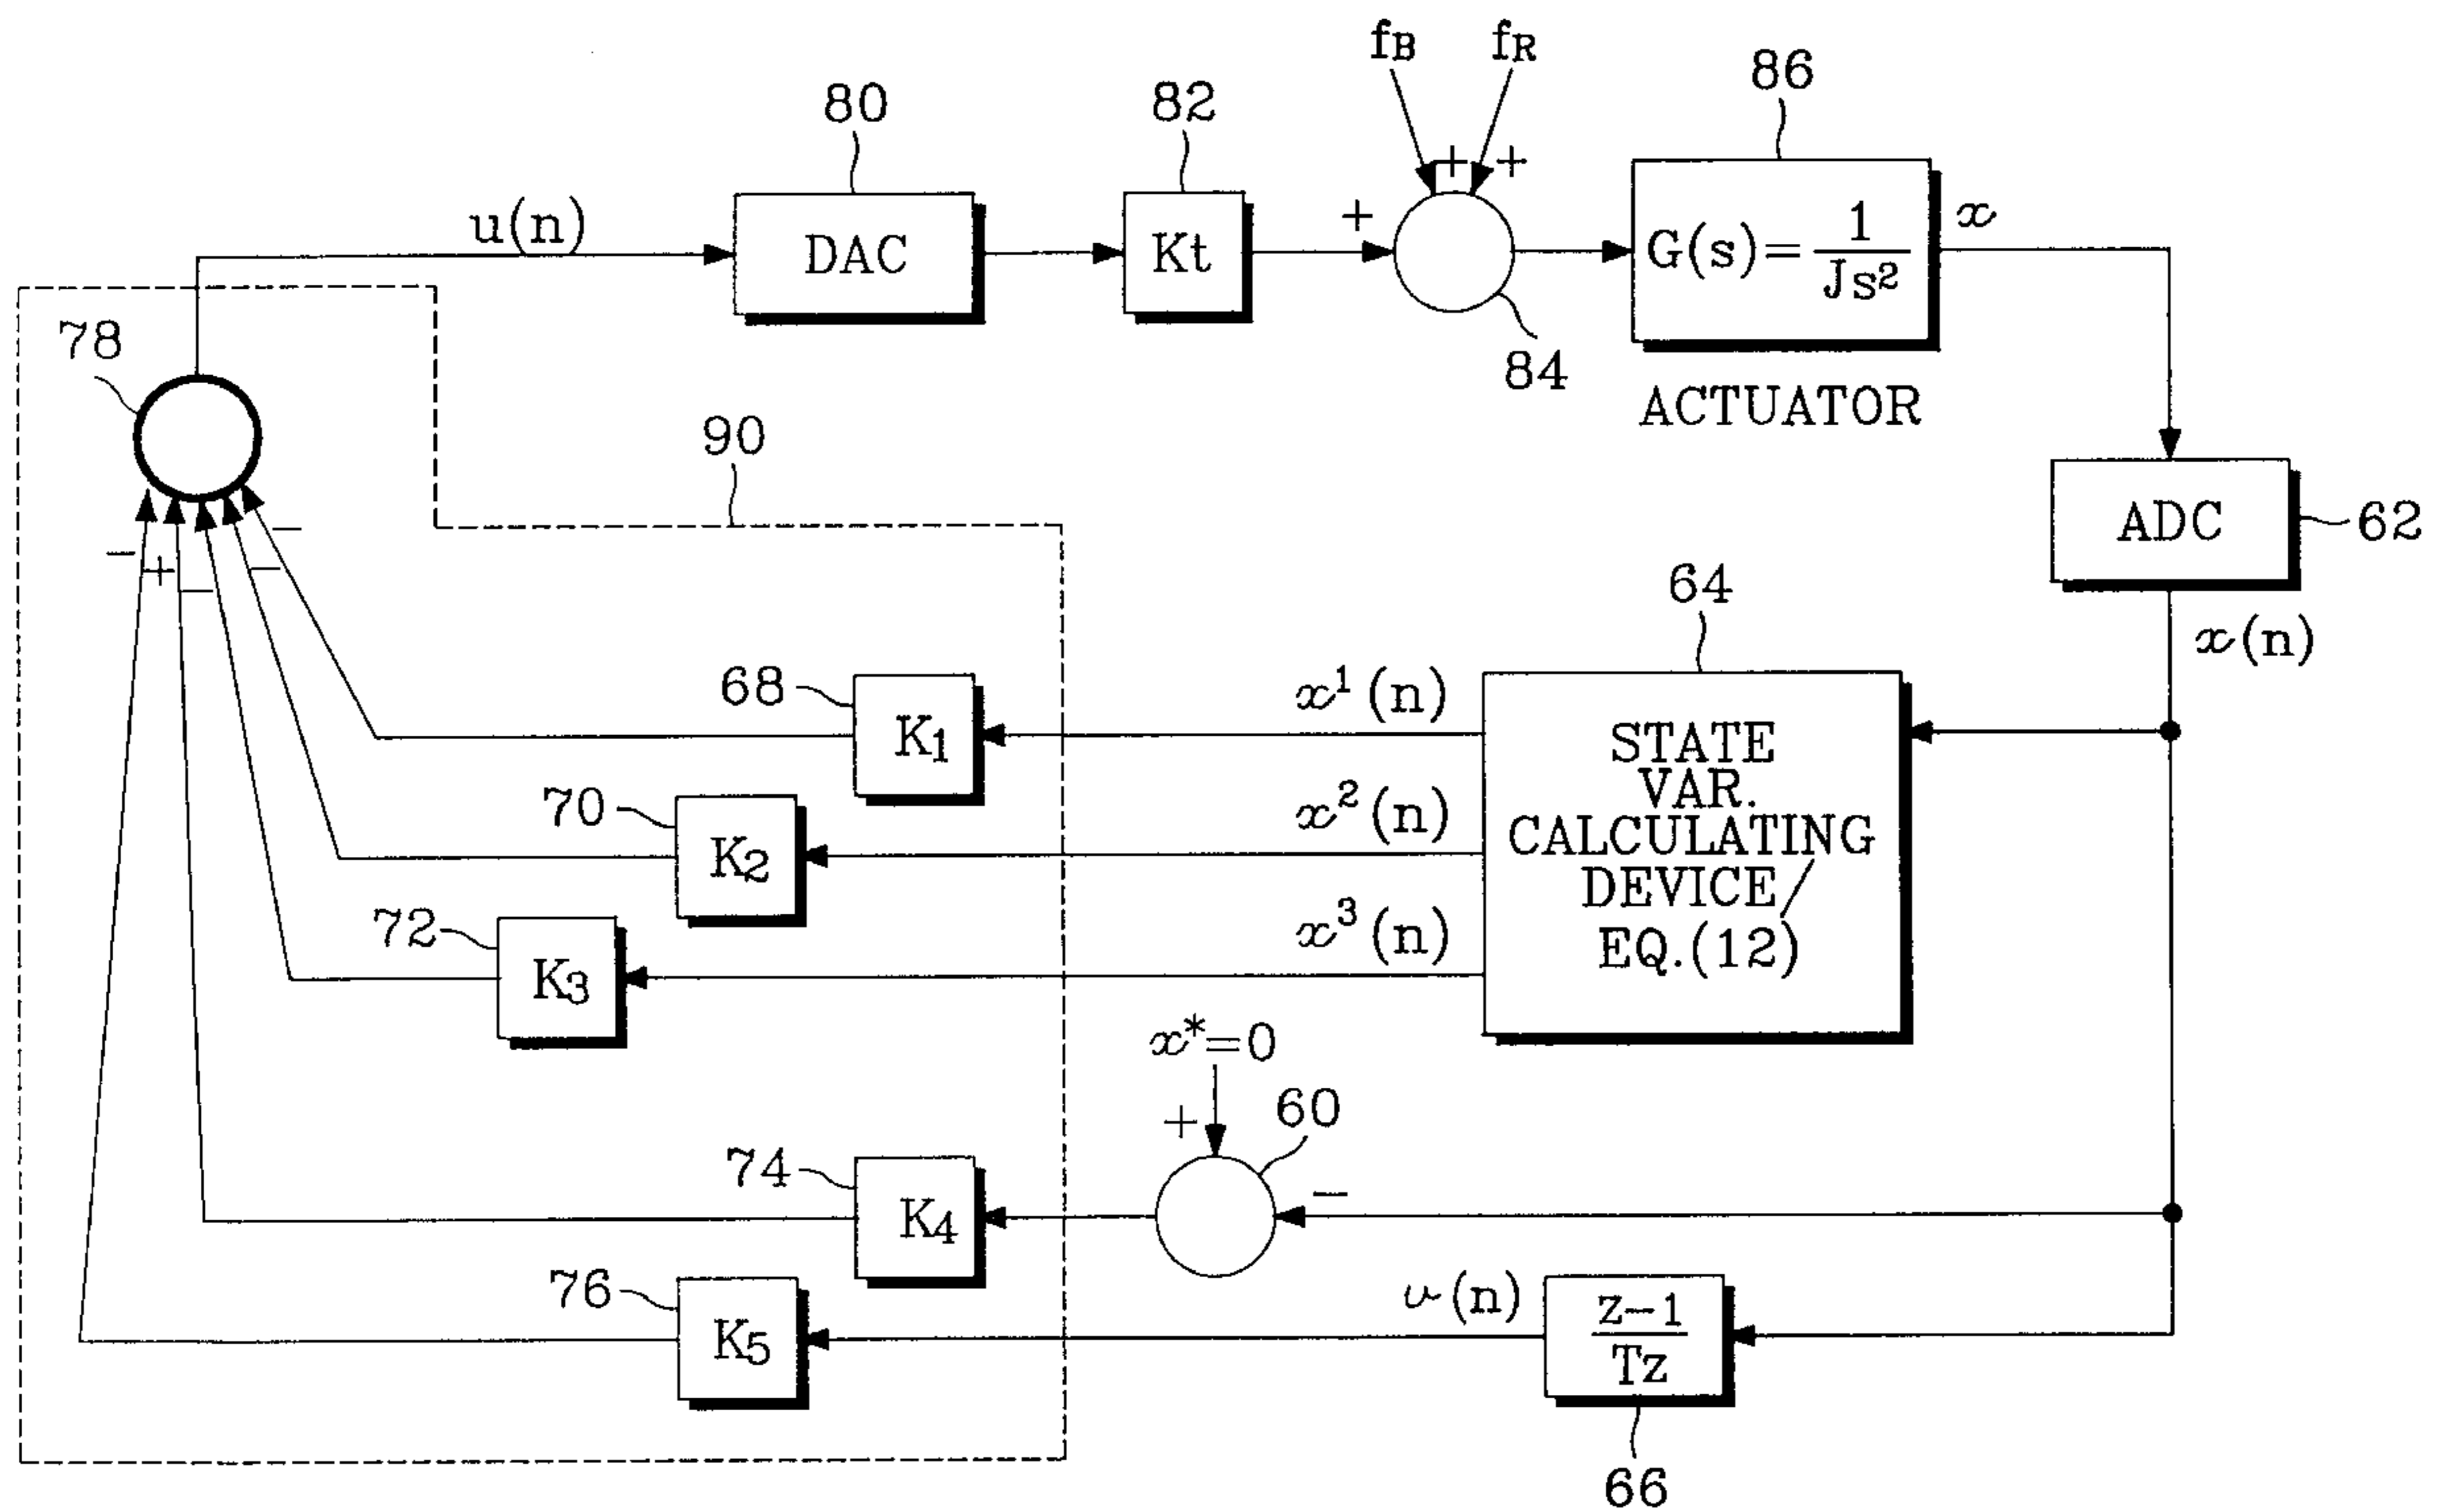 fB fR
80 82 86
u(n) DAC Kt + + + G(s)=1/Js² x
78 84
ACTUATOR
90
ADC 62
− + − − −
64
x(n)
68 K1 x¹(n)
STATE
VAR.
CALCULATING
DEVICE
EQ.(12)
70 K2 x²(n)
72 K3 x³(n)
x*=0
+ 60
74 K4 −
76 K5 υ(n) z−1/Tz
66